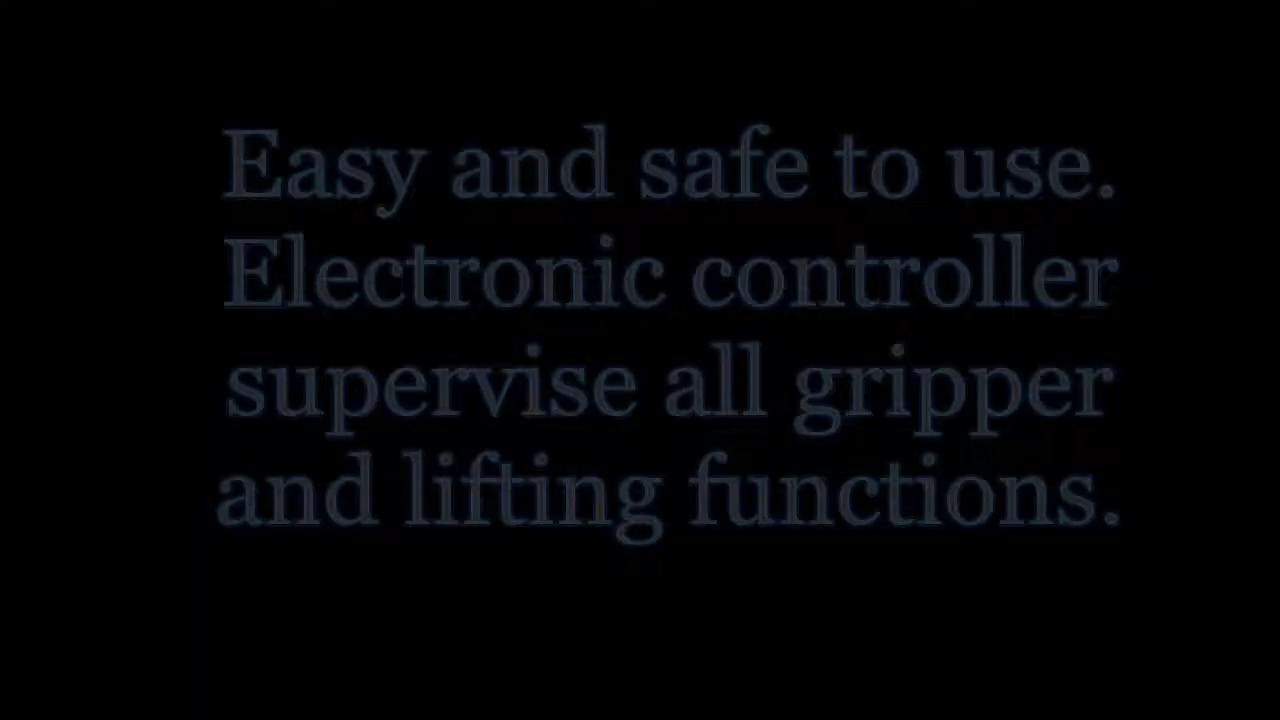 Easy and safe to use.
Electronic controller
supervise all gripper
and lifting functions.